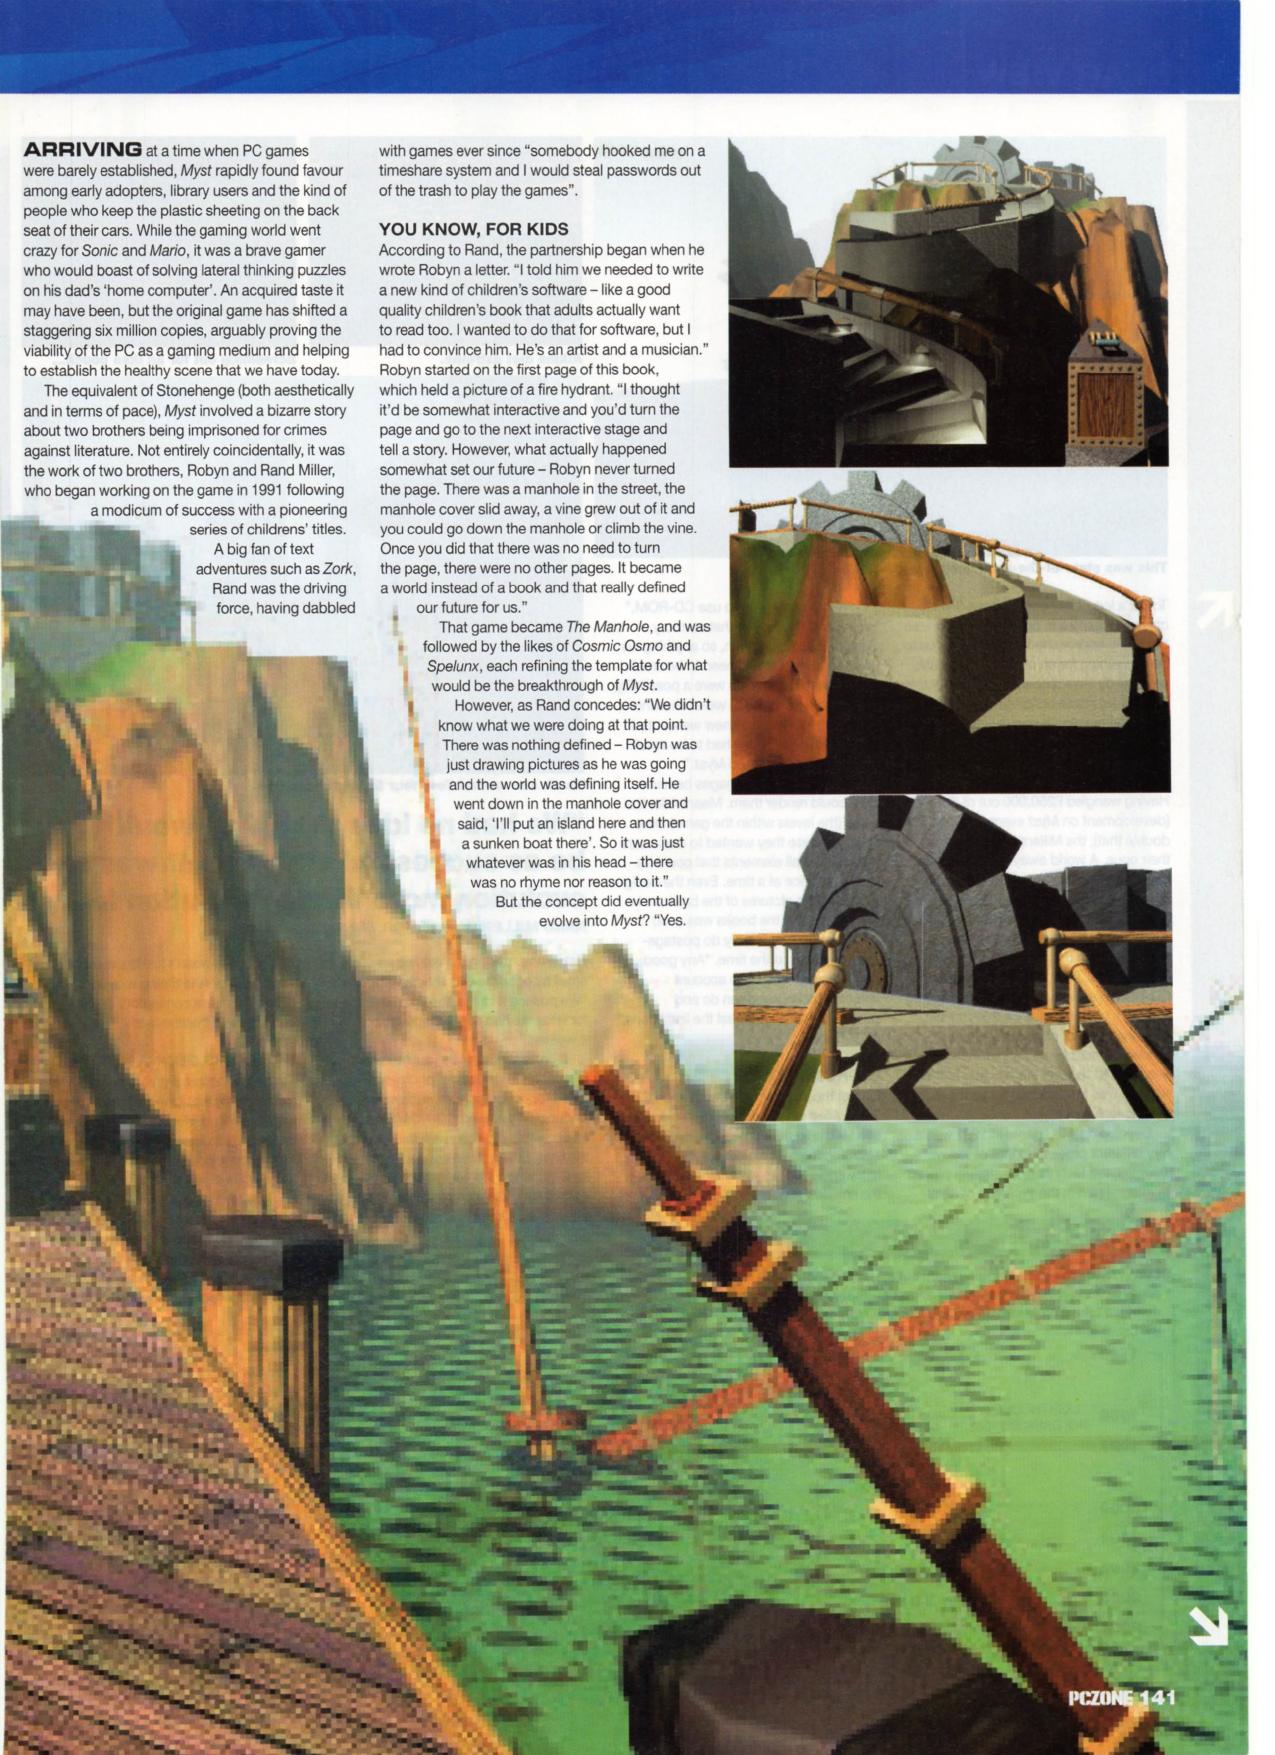 ARRIVING at a time when PC games
were barely established, Myst rapidly found favour
among early adopters, library users and the kind of
people who keep the plastic sheeting on the back
seat of their cars. While the gaming world went
crazy for Sonic and Mario, it was a brave gamer
who would boast of solving lateral thinking puzzles
on his dad's 'home computer'. An acquired taste it
may have been, but the original game has shifted a
staggering six million copies, arguably proving the
viability of the PC as a gaming medium and helping
to establish the healthy scene that we have today.
The equivalent of Stonehenge (both aesthetically
and in terms of pace), Myst involved a bizarre story
about two brothers being imprisoned for crimes
against literature. Not entirely coincidentally, it was
the work of two brothers, Robyn and Rand Miller,
who began working on the game in 1991 following
a modicum of success with a pioneering
series of childrens' titles.
A big fan of text
adventures such as Zork,
Rand was the driving
force, having dabbled
with games ever since "somebody hooked me on a
timeshare system and I would steal passwords out
of the trash to play the games".
YOU KNOW, FOR KIDS
According to Rand, the partnership began when he
wrote Robyn a letter. "I told him we needed to write
a new kind of children's software – like a good
quality children's book that adults actually want
to read too. I wanted to do that for software, but I
had to convince him. He's an artist and a musician."
Robyn started on the first page of this book,
which held a picture of a fire hydrant. "I thought
it'd be somewhat interactive and you'd turn the
page and go to the next interactive stage and
tell a story. However, what actually happened
somewhat set our future – Robyn never turned
the page. There was a manhole in the street, the
manhole cover slid away, a vine grew out of it and
you could go down the manhole or climb the vine.
Once you did that there was no need to turn
the page, there were no other pages. It became
a world instead of a book and that really defined
our future for us."
That game became The Manhole, and was
followed by the likes of Cosmic Osmo and
Spelunx, each refining the template for what
would be the breakthrough of Myst.
However, as Rand concedes: "We didn't
know what we were doing at that point.
There was nothing defined – Robyn was
just drawing pictures as he was going
and the world was defining itself. He
went down in the manhole cover and
said, 'I'll put an island here and then
a sunken boat there'. So it was just
whatever was in his head – there
was no rhyme nor reason to it."
But the concept did eventually
evolve into Myst? "Yes.
PCZONE 141